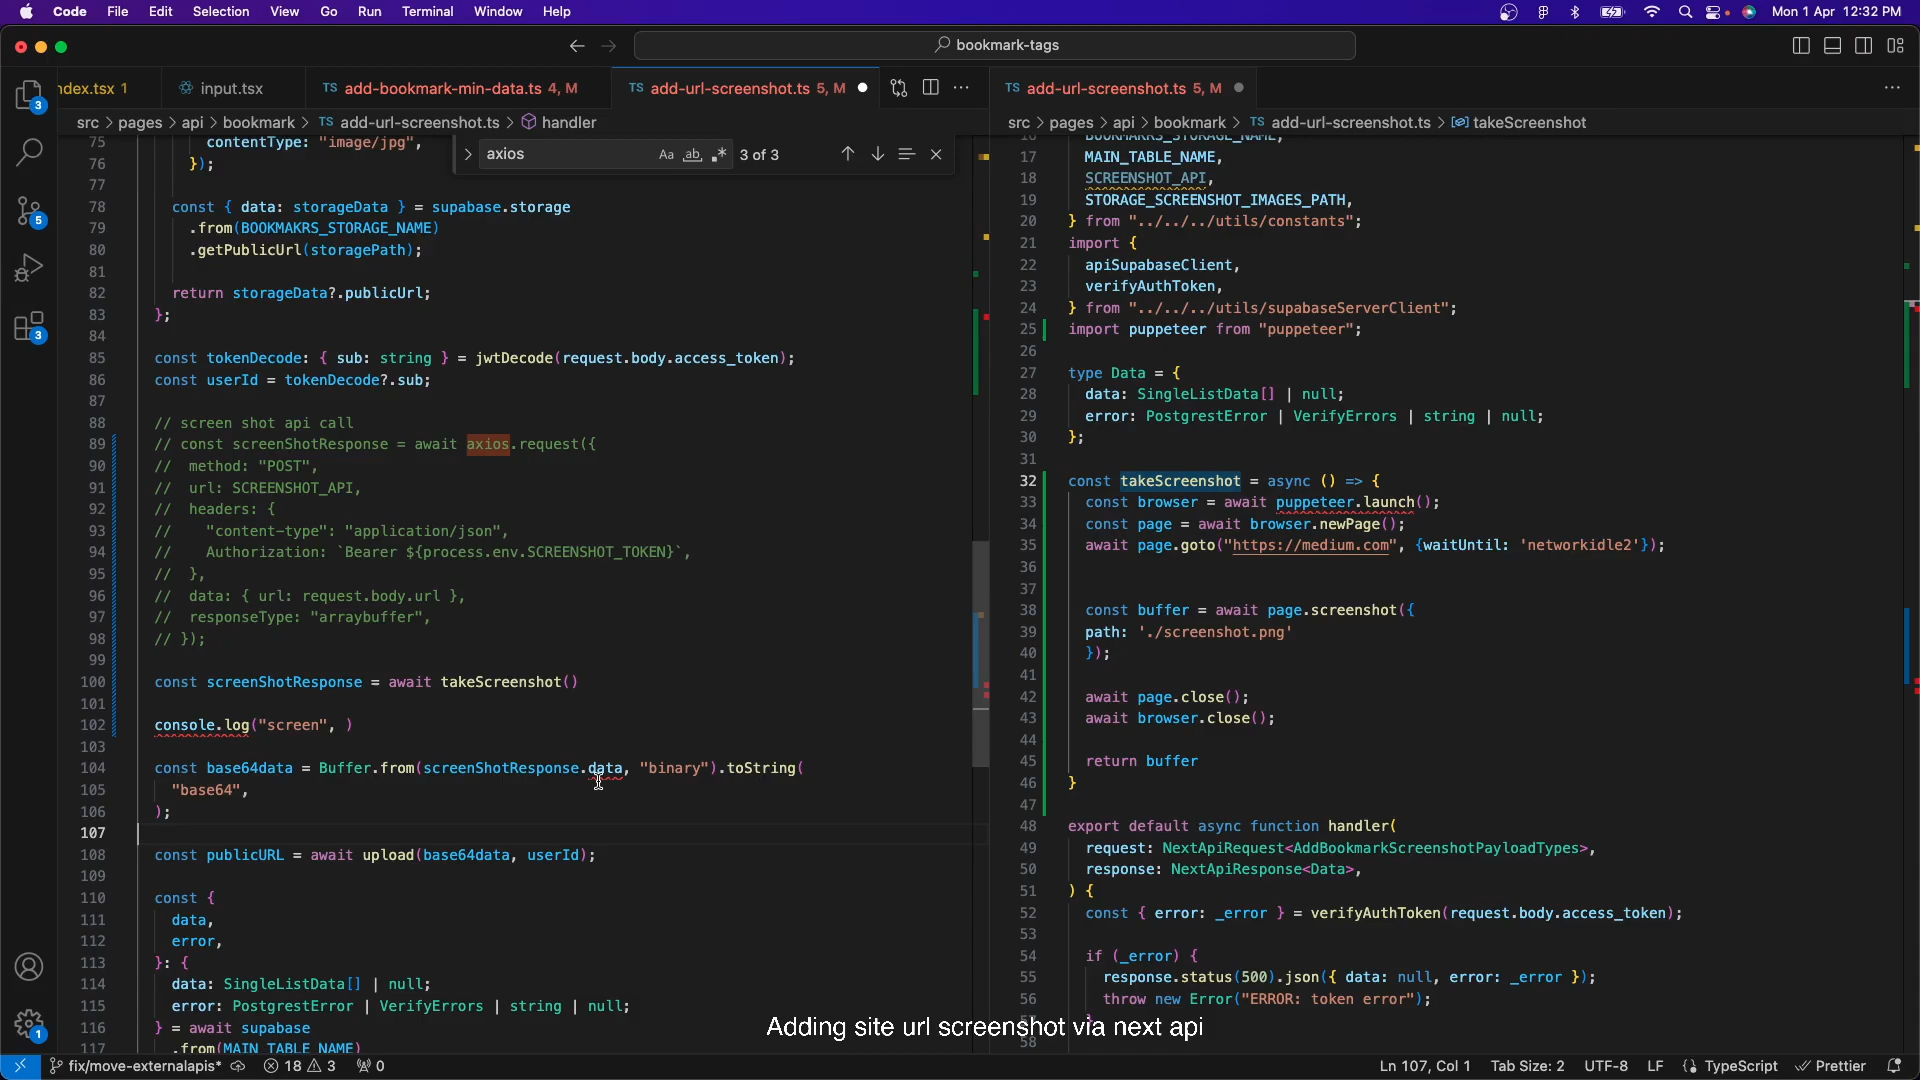 Code File Edit Selection View Go Run Terminal Window Help
Mon 1 Apr 12:32 PM
bookmark-tags
ndex.tsx 1
input.tsx
TS add-bookmark-min-data.ts 4, M
TS add-url-screenshot.ts 5, M
src > pages > api > bookmark > TS add-url-screenshot.ts > handler
axios
Aa ab 3 of 3
75 contentType: "image/jpg",
76 });
77
78 const { data: storageData } = supabase.storage
79 .from(BOOKMAKRS_STORAGE_NAME)
80 .getPublicUrl(storagePath);
81
82 return storageData?.publicUrl;
83 };
84
85 const tokenDecode: { sub: string } = jwtDecode(request.body.access_token);
86 const userId = tokenDecode?.sub;
87
88 // screen shot api call
89 // const screenShotResponse = await axios.request({
90 // method: "POST",
91 // url: SCREENSHOT_API,
92 // headers: {
93 // "content-type": "application/json",
94 // Authorization: `Bearer ${process.env.SCREENSHOT_TOKEN}`,
95 // },
96 // data: { url: request.body.url },
97 // responseType: "arraybuffer",
98 // });
99
100 const screenShotResponse = await takeScreenshot()
101
102 console.log("screen", )
103
104 const base64data = Buffer.from(screenShotResponse.data, "binary").toString(
105 "base64",
106 );
107
108 const publicURL = await upload(base64data, userId);
109
110 const {
111 data,
112 error,
113 }: {
114 data: SingleListData[] | null;
115 error: PostgrestError | VerifyErrors | string | null;
116 } = await supabase
117 .from(MAIN_TABLE_NAME)
TS add-url-screenshot.ts 5, M
src > pages > api > bookmark > TS add-url-screenshot.ts > takeScreenshot
16 BOOKMAKRS_STORAGE_NAME,
17 MAIN_TABLE_NAME,
18 SCREENSHOT_API,
19 STORAGE_SCREENSHOT_IMAGES_PATH,
20 } from "../../../utils/constants";
21 import {
22 apiSupabaseClient,
23 verifyAuthToken,
24 } from "../../../utils/supabaseServerClient";
25 import puppeteer from "puppeteer";
26
27 type Data = {
28 data: SingleListData[] | null;
29 error: PostgrestError | VerifyErrors | string | null;
30 };
31
32 const takeScreenshot = async () => {
33 const browser = await puppeteer.launch();
34 const page = await browser.newPage();
35 await page.goto("https://medium.com", {waitUntil: 'networkidle2'});
36
37
38 const buffer = await page.screenshot({
39 path: './screenshot.png'
40 });
41
42 await page.close();
43 await browser.close();
44
45 return buffer
46 }
47
48 export default async function handler(
49 request: NextApiRequest<AddBookmarkScreenshotPayloadTypes>,
50 response: NextApiResponse<Data>,
51 ) {
52 const { error: _error } = verifyAuthToken(request.body.access_token);
53
54 if (_error) {
55 response.status(500).json({ data: null, error: _error });
56 throw new Error("ERROR: token error");
58
3
5
3
1
Adding site url screenshot via next api
fix/move-externalapis* 18 3 0
Ln 107, Col 1 Tab Size: 2 UTF-8 LF {} TypeScript Prettier